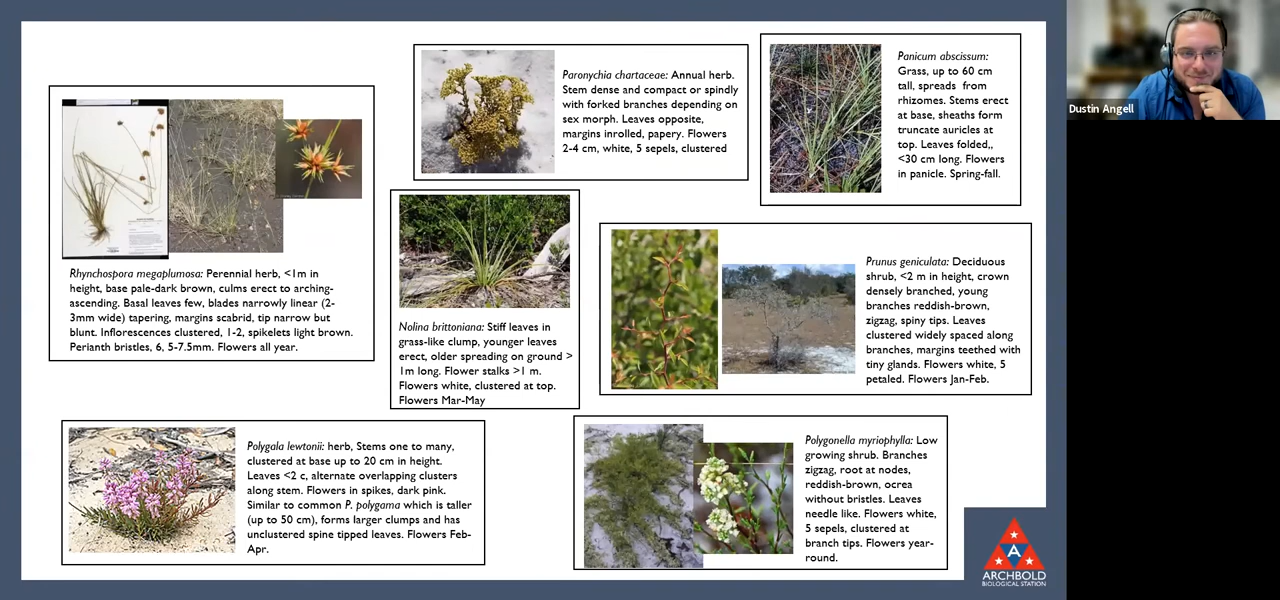 Paronychia chartaceae: Annual herb.
Stem dense and compact or spindly
with forked branches depending on
sex morph. Leaves opposite,
margins inrolled, papery. Flowers
2-4 cm, white, 5 sepels, clustered
Panicum abscissum:
Grass, up to 60 cm
tall, spreads from
rhizomes. Stems erect
at base, sheaths form
truncate auricles at
top. Leaves folded,,
<30 cm long. Flowers
in panicle. Spring-fall.
Dustin Angell
Rhynchospora megaplumosa: Perennial herb, <1m in
height, base pale-dark brown, culms erect to arching-
ascending. Basal leaves few, blades narrowly linear (2-
3mm wide) tapering, margins scabrid, tip narrow but
blunt. Inflorescences clustered, 1-2, spikelets light brown.
Perianth bristles, 6, 5-7.5mm. Flowers all year.
Nolina brittoniana: Stiff leaves in
grass-like clump, younger leaves
erect, older spreading on ground >
1m long. Flower stalks >1 m.
Flowers white, clustered at top.
Flowers Mar-May
Prunus geniculata: Deciduous
shrub, <2 m in height, crown
densely branched, young
branches reddish-brown,
zigzag, spiny tips. Leaves
clustered widely spaced along
branches, margins teethed with
tiny glands. Flowers white, 5
petaled. Flowers Jan-Feb.
Polygala lewtonii: herb, Stems one to many,
clustered at base up to 20 cm in height.
Leaves <2 c, alternate overlapping clusters
along stem. Flowers in spikes, dark pink.
Similar to common P. polygama which is taller
(up to 50 cm), forms larger clumps and has
unclustered spine tipped leaves. Flowers Feb-
Apr.
Polygonella myriophylla: Low
growing shrub. Branches
zigzag, root at nodes,
reddish-brown, ocrea
without bristles. Leaves
needle like. Flowers white,
5 sepels, clustered at
branch tips. Flowers year-
round.
A
ARCHBOLD
BIOLOGICAL STATION